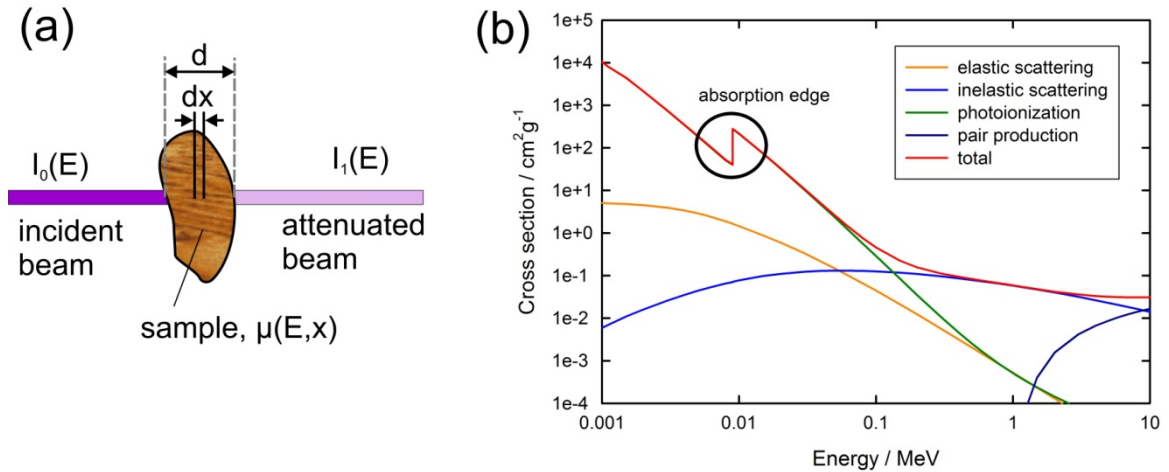 (a)
d
dx
I₀(E)
I₁(E)
incident
beam
attenuated
beam
sample, μ(E,x)
(b)
Cross section / cm²g⁻¹
1e+5
1e+4
1e+3
1e+2
1e+1
1e+0
1e-1
1e-2
1e-3
1e-4
absorption edge
elastic scattering
inelastic scattering
photoionization
pair production
total
0.001
0.01
0.1
1
10
Energy / MeV